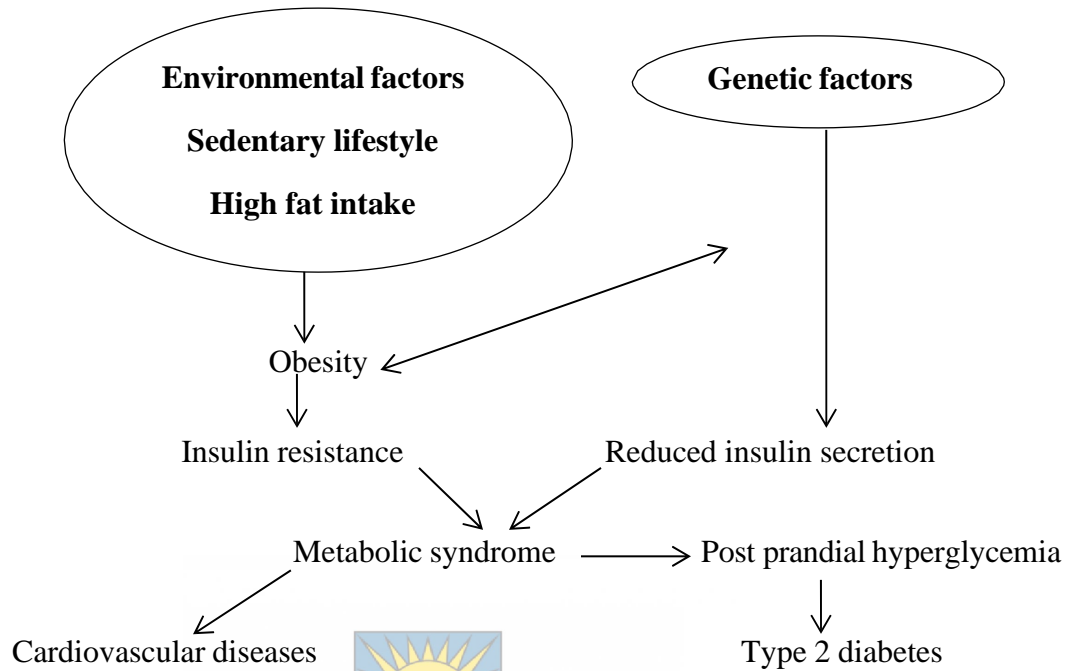 Environmental factors
Sedentary lifestyle
High fat intake
Genetic factors
Obesity
Insulin resistance
Reduced insulin secretion
Metabolic syndrome
Post prandial hyperglycemia
Cardiovascular diseases
Type 2 diabetes